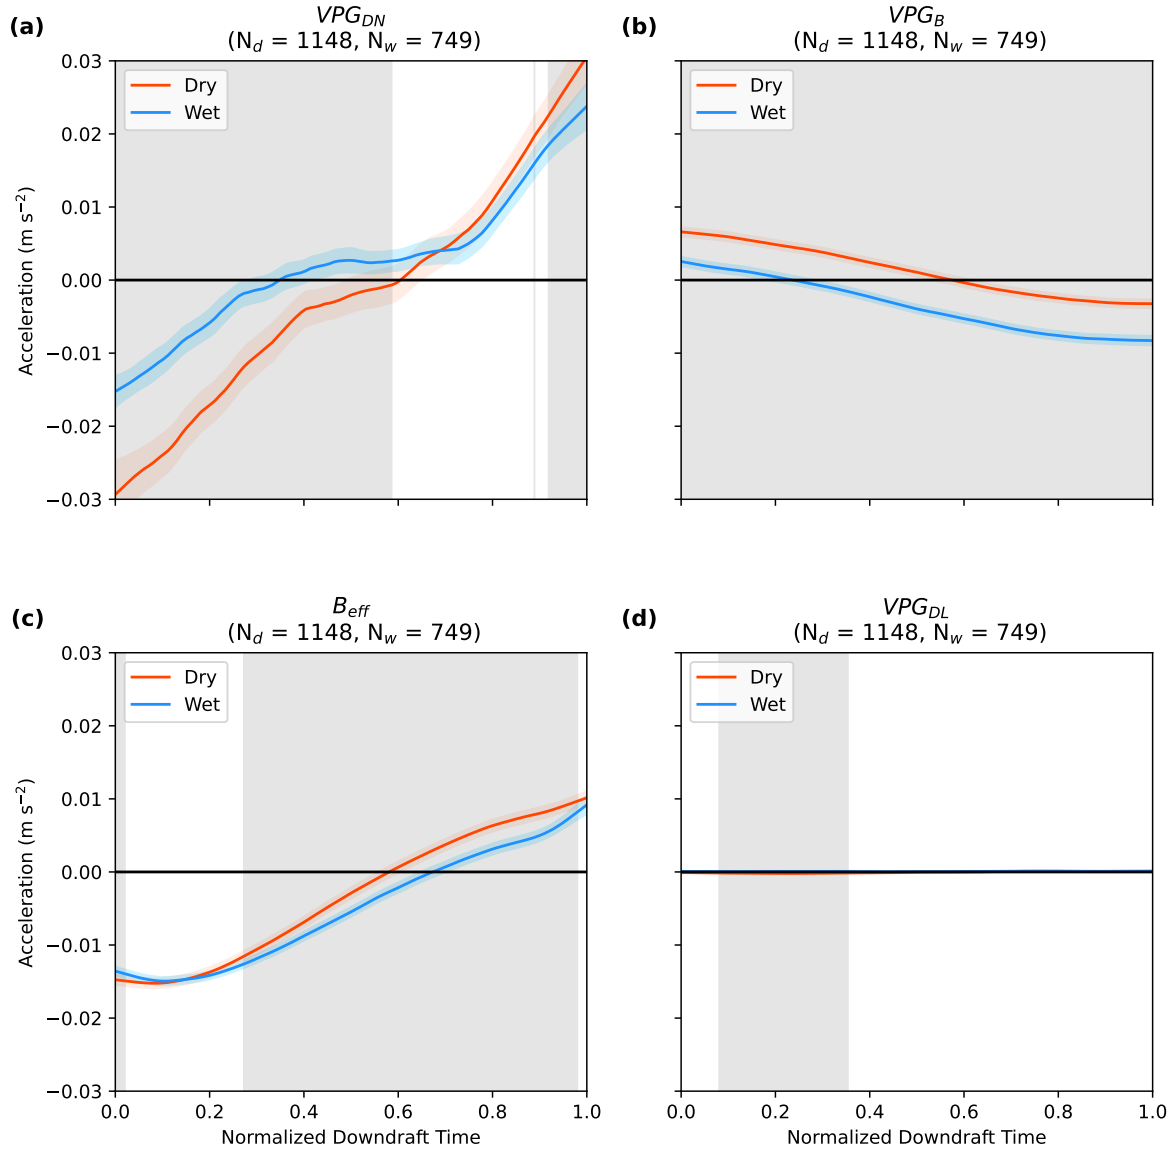 (a)
VPG_DN
(N_d = 1148, N_w = 749)
Dry
Wet
0.03
0.02
0.01
0.00
−0.01
−0.02
−0.03
Acceleration (m s⁻²)
(b)
VPG_B
(N_d = 1148, N_w = 749)
Dry
Wet
(c)
B_eff
(N_d = 1148, N_w = 749)
Dry
Wet
0.03
0.02
0.01
0.00
−0.01
−0.02
−0.03
Acceleration (m s⁻²)
0.0 0.2 0.4 0.6 0.8 1.0
Normalized Downdraft Time
(d)
VPG_DL
(N_d = 1148, N_w = 749)
Dry
Wet
0.0 0.2 0.4 0.6 0.8 1.0
Normalized Downdraft Time